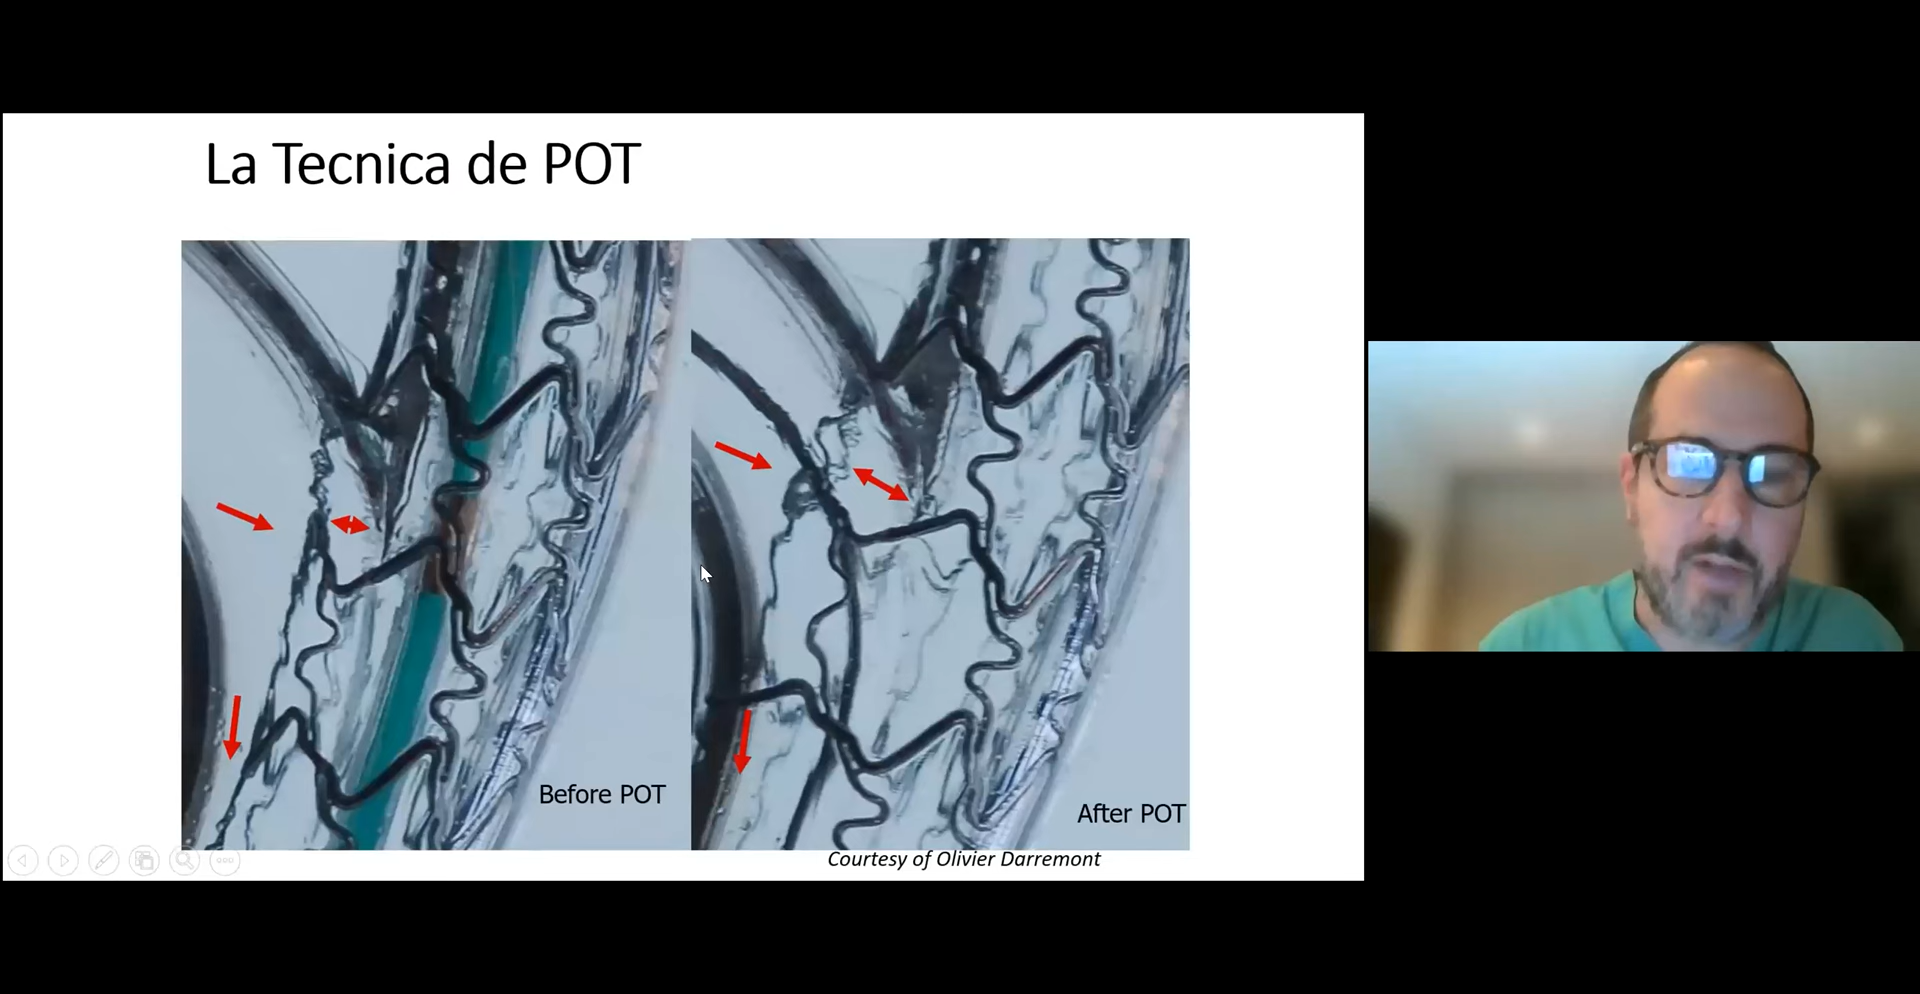 La Tecnica de POT
Before POT
After POT
Courtesy of Olivier Darremont